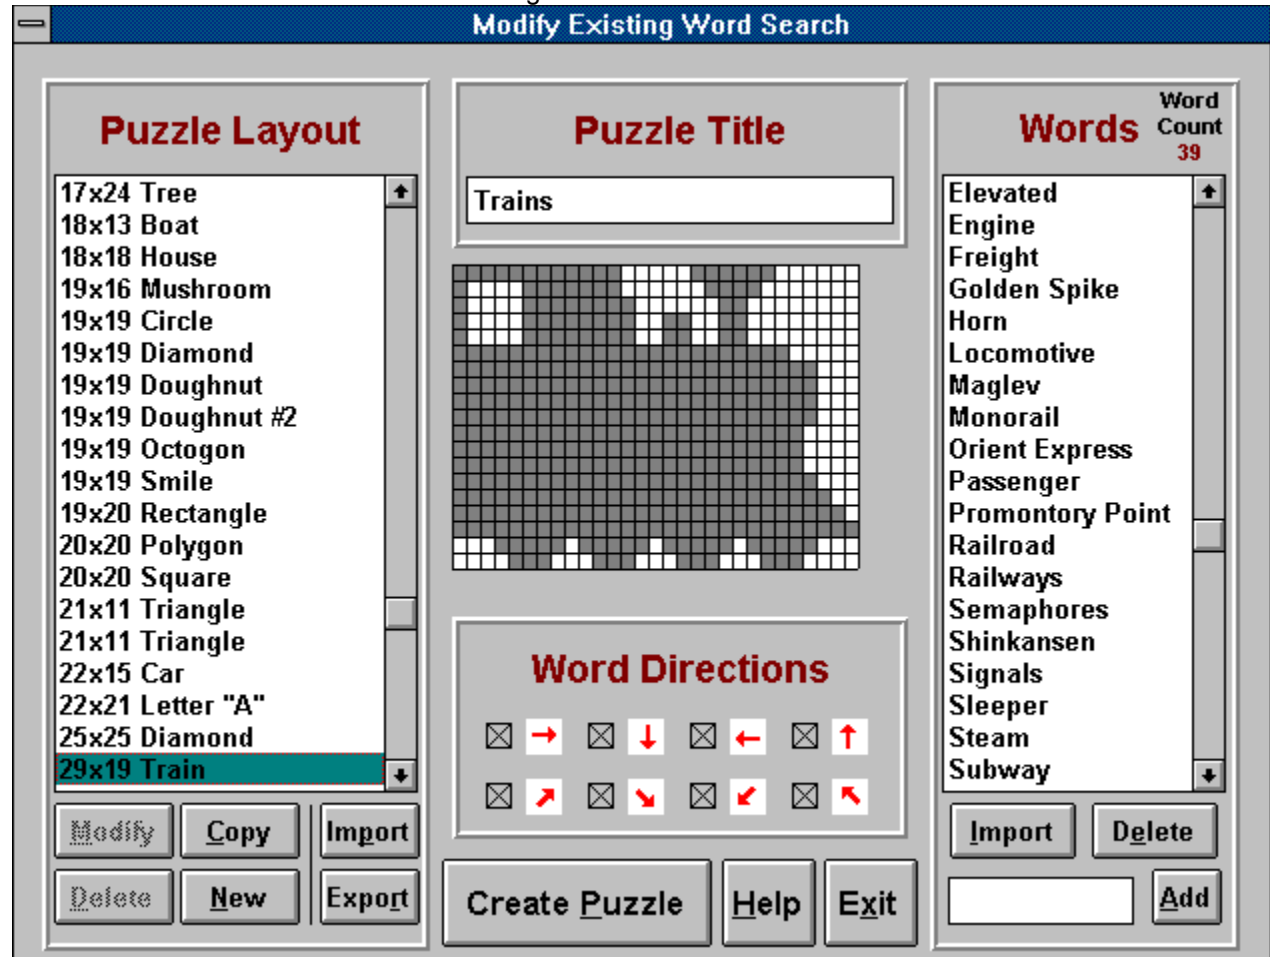 g
Modify Existing Word Search
Puzzle Layout
17x24 Tree
18x13 Boat
18x18 House
19x16 Mushroom
19x19 Circle
19x19 Diamond
19x19 Doughnut
19x19 Doughnut #2
19x19 Octogon
19x19 Smile
19x20 Rectangle
20x20 Polygon
20x20 Square
21x11 Triangle
21x11 Triangle
22x15 Car
22x21 Letter "A"
25x25 Diamond
29x19 Train
Modify Copy Import
Delete New Export
Puzzle Title
Trains
Word Directions
Create Puzzle Help Exit
Words
Word
Count
39
Elevated
Engine
Freight
Golden Spike
Horn
Locomotive
Maglev
Monorail
Orient Express
Passenger
Promontory Point
Railroad
Railways
Semaphores
Shinkansen
Signals
Sleeper
Steam
Subway
Import Delete
Add